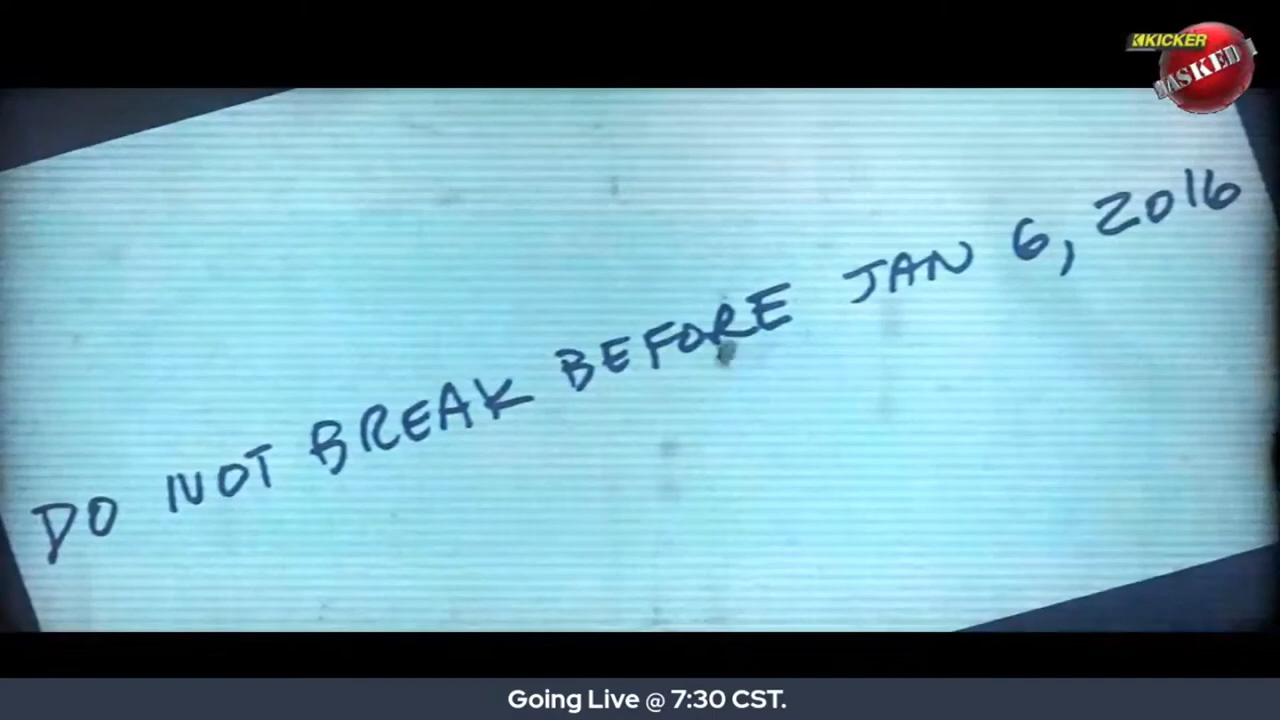 KICKER
MASKED
DO NOT BREAK BEFORE JAN 6, 2016
Going Live @ 7:30 CST.